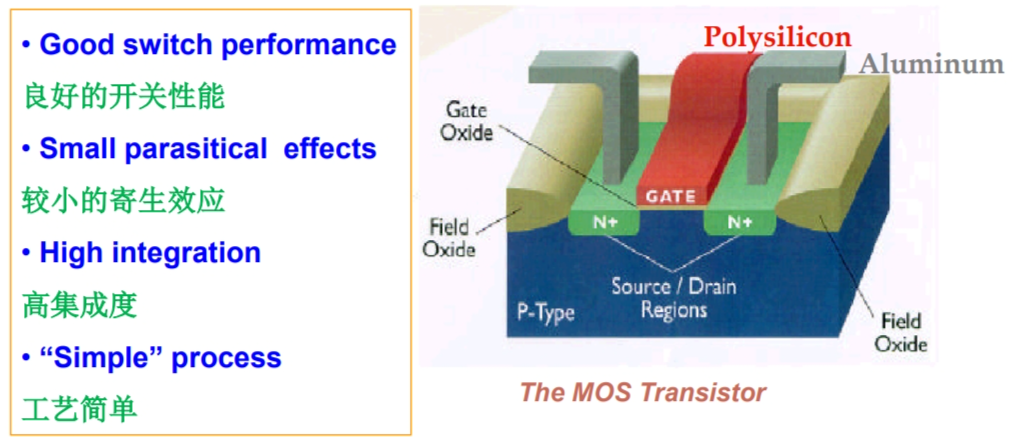 • Good switch performance
良好的开关性能
• Small parasitical effects
较小的寄生效应
• High integration
高集成度
• “Simple” process
工艺简单
Polysilicon
Aluminum
Gate
Oxide
GATE
Field
Oxide
N+
N+
Source / Drain
Regions
P-Type
Field
Oxide
The MOS Transistor